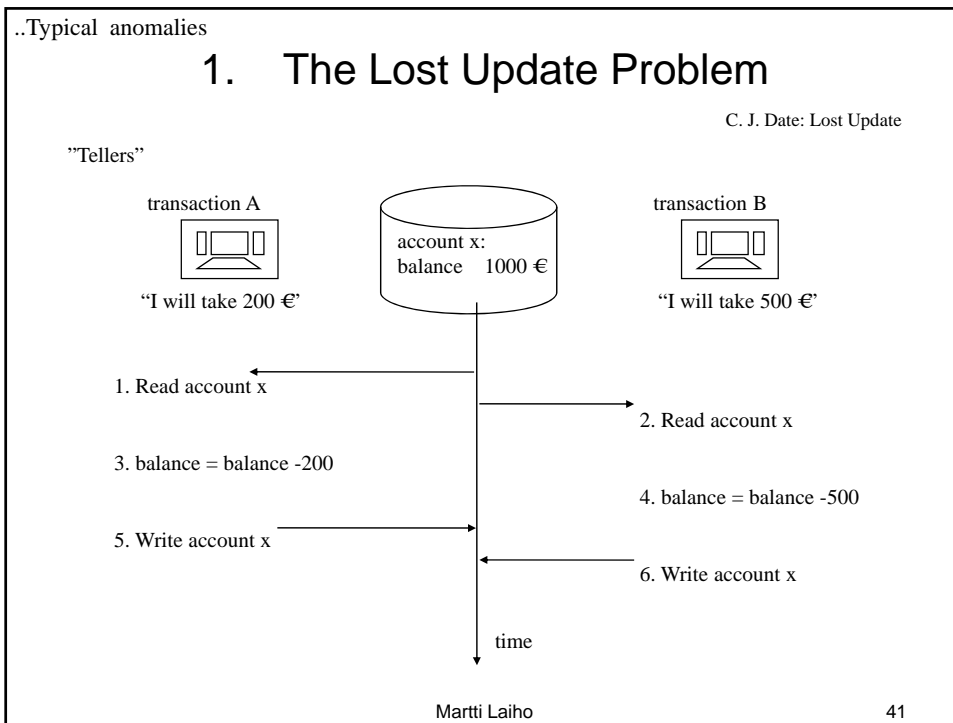 ..Typical anomalies
1. The Lost Update Problem
C. J. Date: Lost Update
”Tellers”
transaction A
transaction B
account x:
balance 1000 €
“I will take 200 €”
“I will take 500 €”
1. Read account x
2. Read account x
3. balance = balance -200
4. balance = balance -500
5. Write account x
6. Write account x
time
Martti Laiho
41